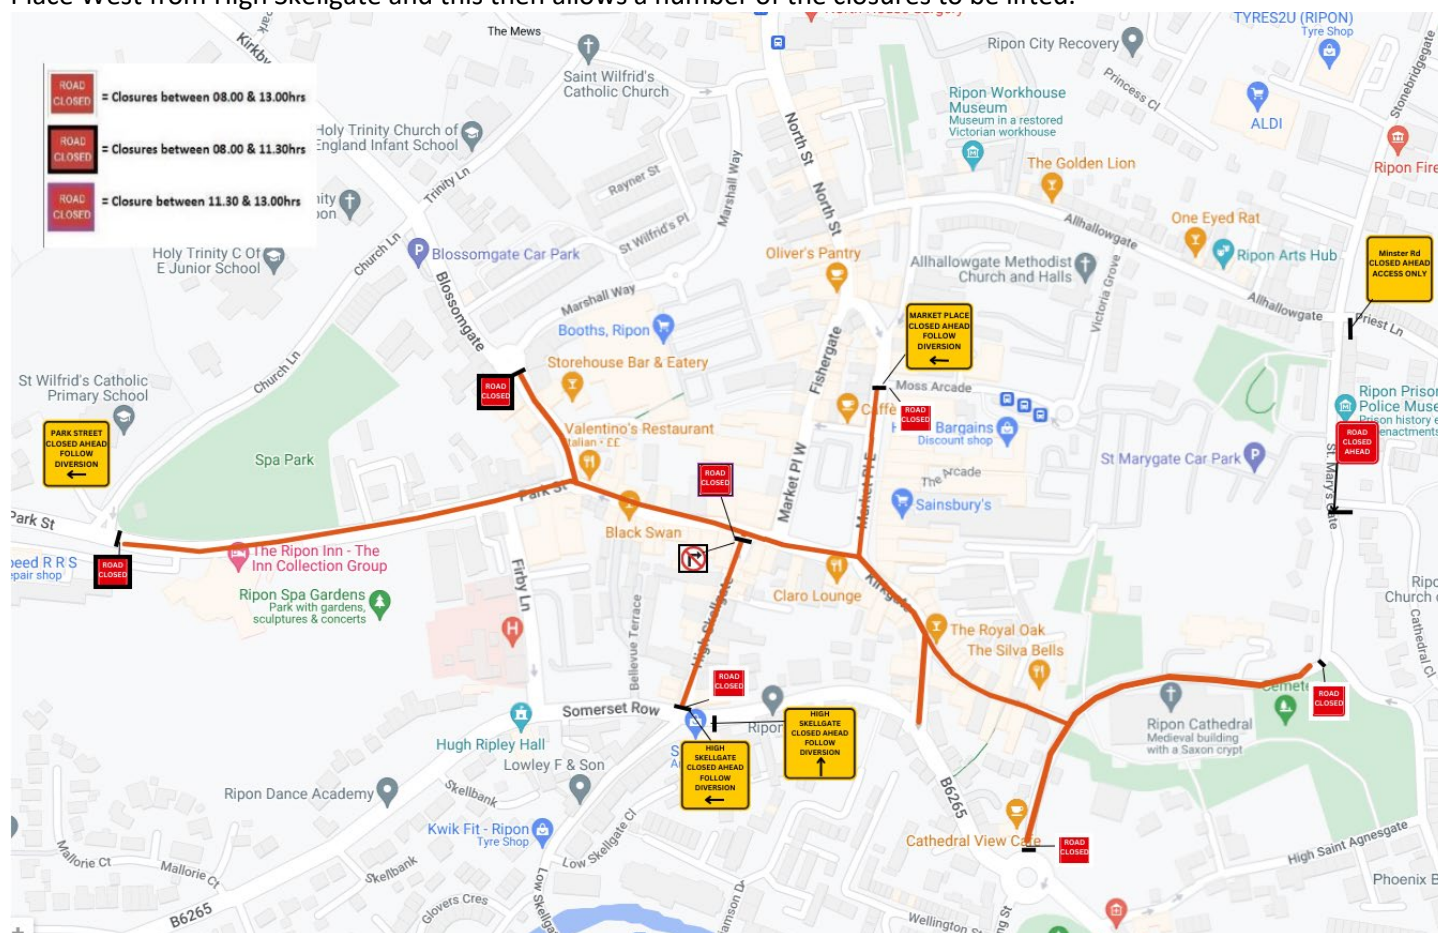 Place West from High Skellgate and this then allows a number of the closures to be lifted.
ROAD
CLOSED
= Closures between 08.00 & 13.00hrs
ROAD
CLOSED
= Closures between 08.00 & 11.30hrs
ROAD
CLOSED
= Closure between 11.30 & 13.00hrs
The Mews
Saint Wilfrid's
Catholic Church
Ripon City Recovery
TYRES2U (RIPON)
Tyre Shop
Princess Cl
Stonebridgegate
ALDI
Ripon Fire
Ripon Workhouse
Museum
Museum in a restored
Victorian workhouse
North St
North St
The Golden Lion
Holy Trinity Church of
England Infant School
Trinity Ln
Rayner St
Marshall Way
St Wilfrid's Pl
Allhallowgate
One Eyed Rat
Ripon Arts Hub
Holy Trinity C Of
E Junior School
Church Ln
Blossomgate Car Park
Blossomgate
Marshall Way
Oliver's Pantry
Allhallowgate Methodist
Church and Halls
Victoria Grove
Allhallowgate
Priest Ln
Minster Rd
CLOSED AHEAD
ACCESS ONLY
MARKET PLACE
CLOSED AHEAD
FOLLOW
DIVERSION
Booths, Ripon
Storehouse Bar & Eatery
Fishergate
Moss Arcade
ROAD
CLOSED
ROAD
CLOSED
St Wilfrid's Catholic
Primary School
Church Ln
PARK STREET
CLOSED AHEAD
FOLLOW
DIVERSION
Spa Park
Valentino's Restaurant
Italian • ££
Bargains
Discount shop
The Arcade
Sainsbury's
St Marygate Car Park
Ripon Prison
Police Muse
Prison history
ROAD
CLOSED
AHEAD
St. Mary's Gate
Park St
Park St
ROAD
CLOSED
Black Swan
Market Pl W
Market Pl E
ROAD
CLOSED
The Ripon Inn - The
Inn Collection Group
Ripon Spa Gardens
Park with gardens,
sculptures & concerts
Firby Ln
H
Bellevue Terrace
High Skellgate
Claro Lounge
Kirkgate
The Royal Oak
The Silva Bells
Church
Cathedral Cl
Somerset Row
ROAD
CLOSED
Hugh Ripley Hall
Lowley F & Son
Ripon
HIGH
SKELLGATE
CLOSED AHEAD
FOLLOW
DIVERSION
HIGH
SKELLGATE
CLOSED AHEAD
FOLLOW
DIVERSION
Ripon Cathedral
Medieval building
with a Saxon crypt
ROAD
CLOSED
Ripon Dance Academy
Skellbank
Kwik Fit - Ripon
Tyre Shop
Low Skellgate Cl
B6265
Cathedral View Cafe
ROAD
CLOSED
High Saint Agnesgate
Mallorie Ct
Mallorie Ct
Skellbank
Glovers Cres
B6265
Phoenix B